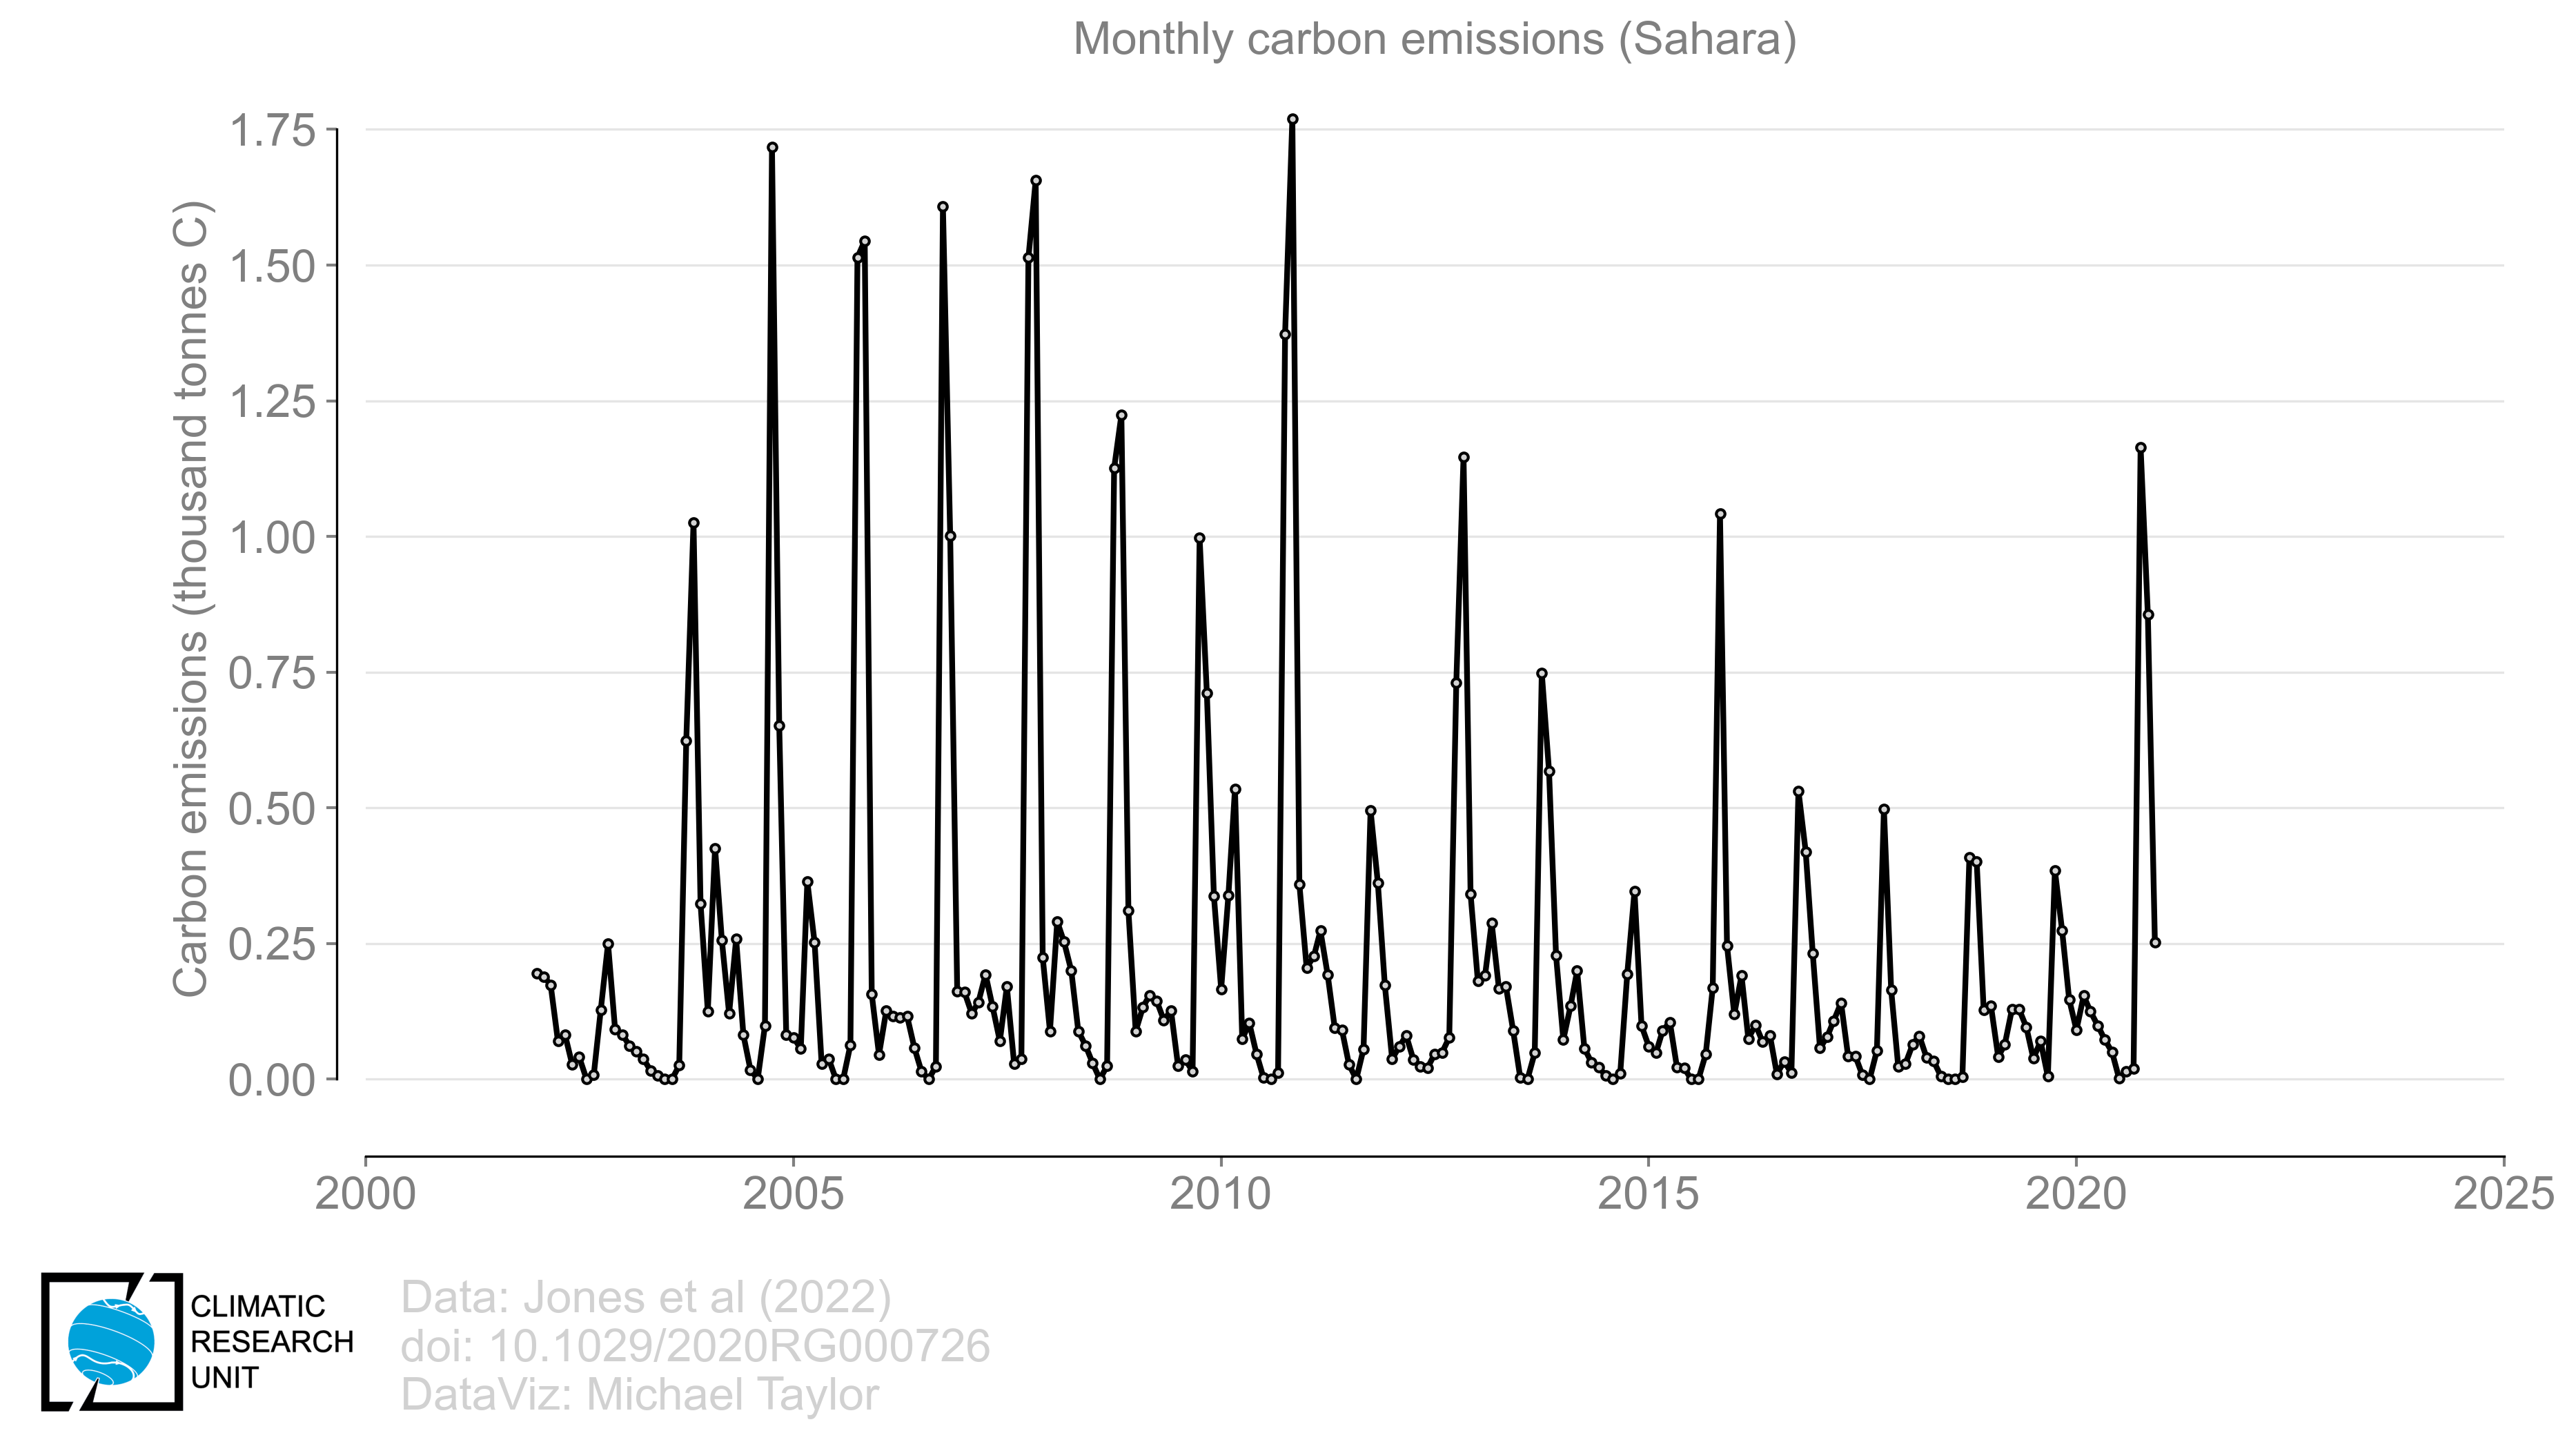 Monthly carbon emissions (Sahara)
Carbon emissions (thousand tonnes C)
1.75
1.50
1.25
1.00
0.75
0.50
0.25
0.00
2000 2005 2010 2015 2020 2025
CLIMATIC
RESEARCH
UNIT
Data: Jones et al (2022)
doi: 10.1029/2020RG000726
DataViz: Michael Taylor